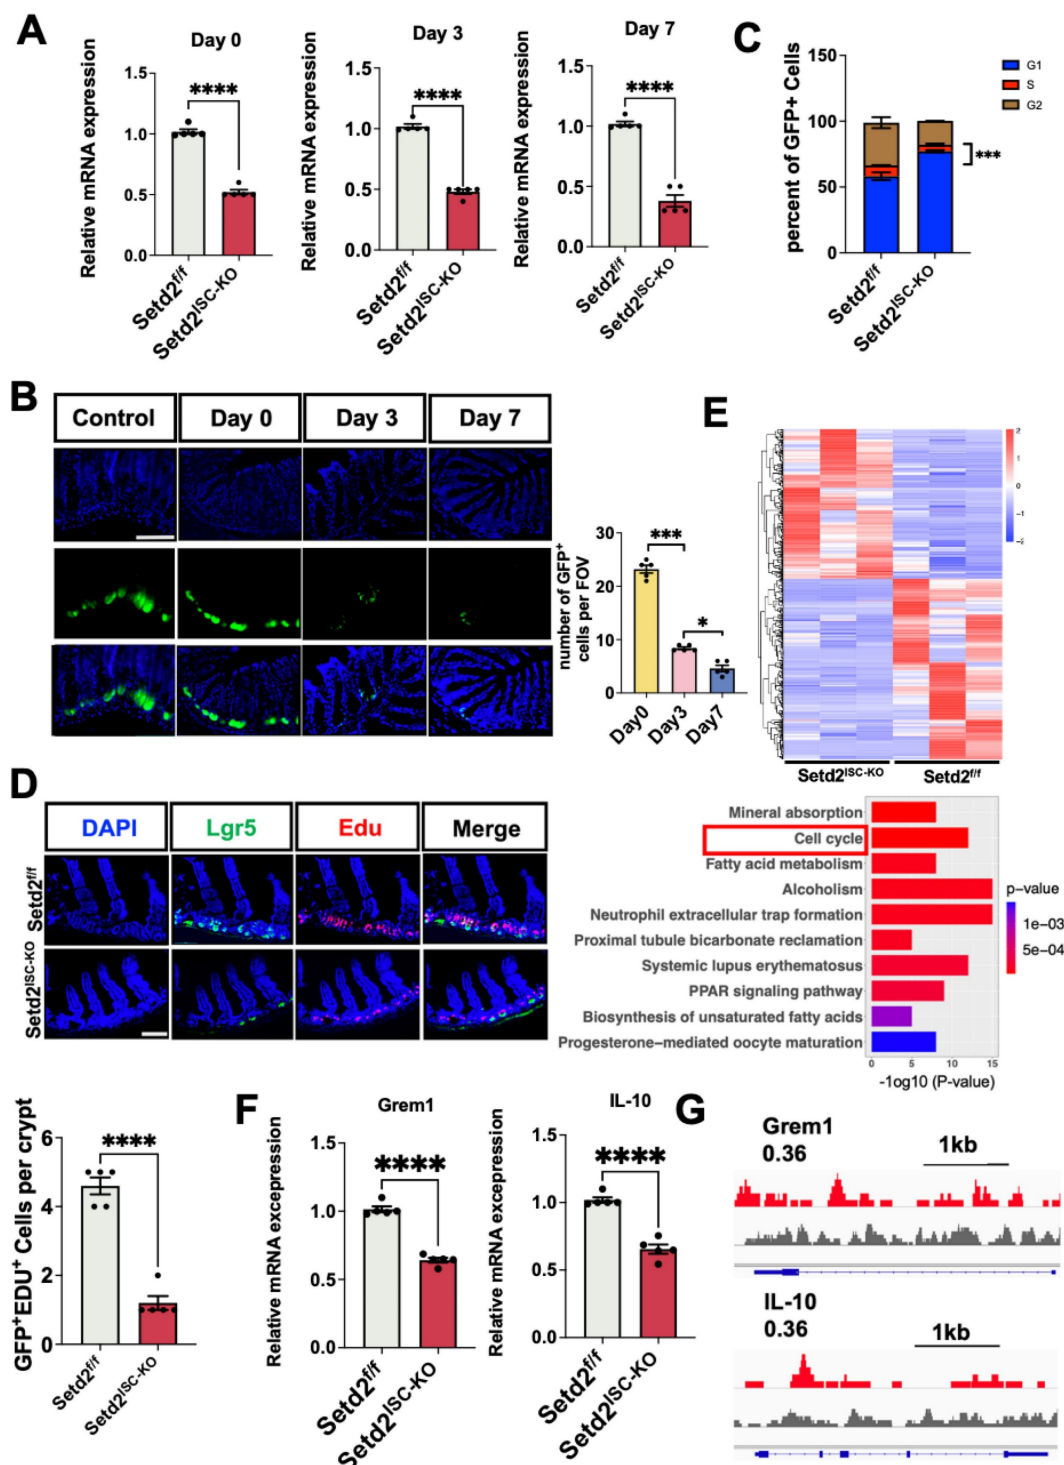 A
Day 0
Relative mRNA expression
1.5
1.0
0.5
0.0
****
Setd2f/f
Setd2ISC-KO
Day 3
Relative mRNA expression
1.5
1.0
0.5
0.0
****
Setd2f/f
Setd2ISC-KO
Day 7
Relative mRNA expression
1.5
1.0
0.5
0.0
****
Setd2f/f
Setd2ISC-KO
C
percent of GFP+ Cells
150
100
50
0
***
G1
S
G2
Setd2f/f
Setd2ISC-KO
B
Control
Day 0
Day 3
Day 7
number of GFP+
cells per FOV
30
20
10
0
***
*
Day0
Day3
Day7
E
2
1
0
-1
-2
Setd2ISC-KO
Setd2f/f
Mineral absorption
Cell cycle
Fatty acid metabolism
Alcoholism
Neutrophil extracellular trap formation
Proximal tubule bicarbonate reclamation
Systemic lupus erythematosus
PPAR signaling pathway
Biosynthesis of unsaturated fatty acids
Progesterone-mediated oocyte maturation
0
5
10
15
-1og10 (P-value)
p-value
1e-03
5e-04
D
DAPI
Lgr5
Edu
Merge
Setd2f/f
Setd2ISC-KO
GFP+EDU+ Cells per crypt
6
4
2
0
****
Setd2f/f
Setd2ISC-KO
F
Grem1
Relative mRNA excepression
1.5
1.0
0.5
0.0
****
Setd2f/f
Setd2ISC-KO
IL-10
Relative mRNA excepression
1.5
1.0
0.5
0.0
****
Setd2f/f
Setd2ISC-KO
G
Grem1
0.36
1kb
IL-10
0.36
1kb